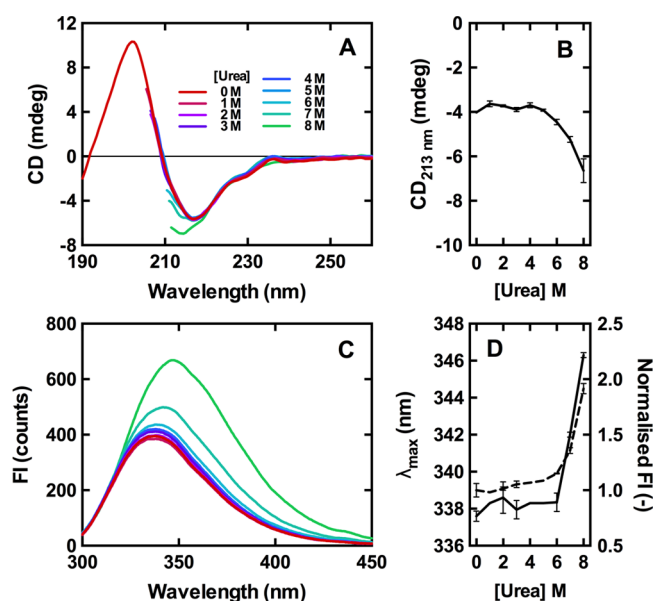 12
8
4
0
-4
-8
CD (mdeg)
A
[Urea]
0 M
1 M
2 M
3 M
4 M
5 M
6 M
7 M
8 M
190
210
230
250
Wavelength (nm)
0
-2
-4
-6
-8
-10
CD213 nm (mdeg)
B
0
2
4
6
8
[Urea] M
800
600
400
200
0
FI (counts)
C
300
350
400
450
Wavelength (nm)
348
346
344
342
340
338
336
λmax (nm)
D
2.5
2.0
1.5
1.0
0.5
Normalised FI (-)
0
2
4
6
8
[Urea] M